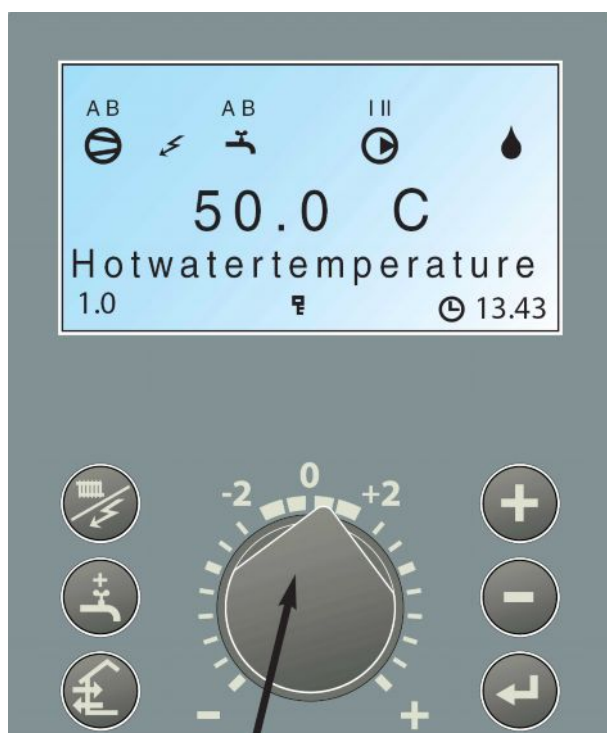 A B A B I II
50.0 C
Hotwatertemperature
1.0 13.43
-2 0 +2
- +